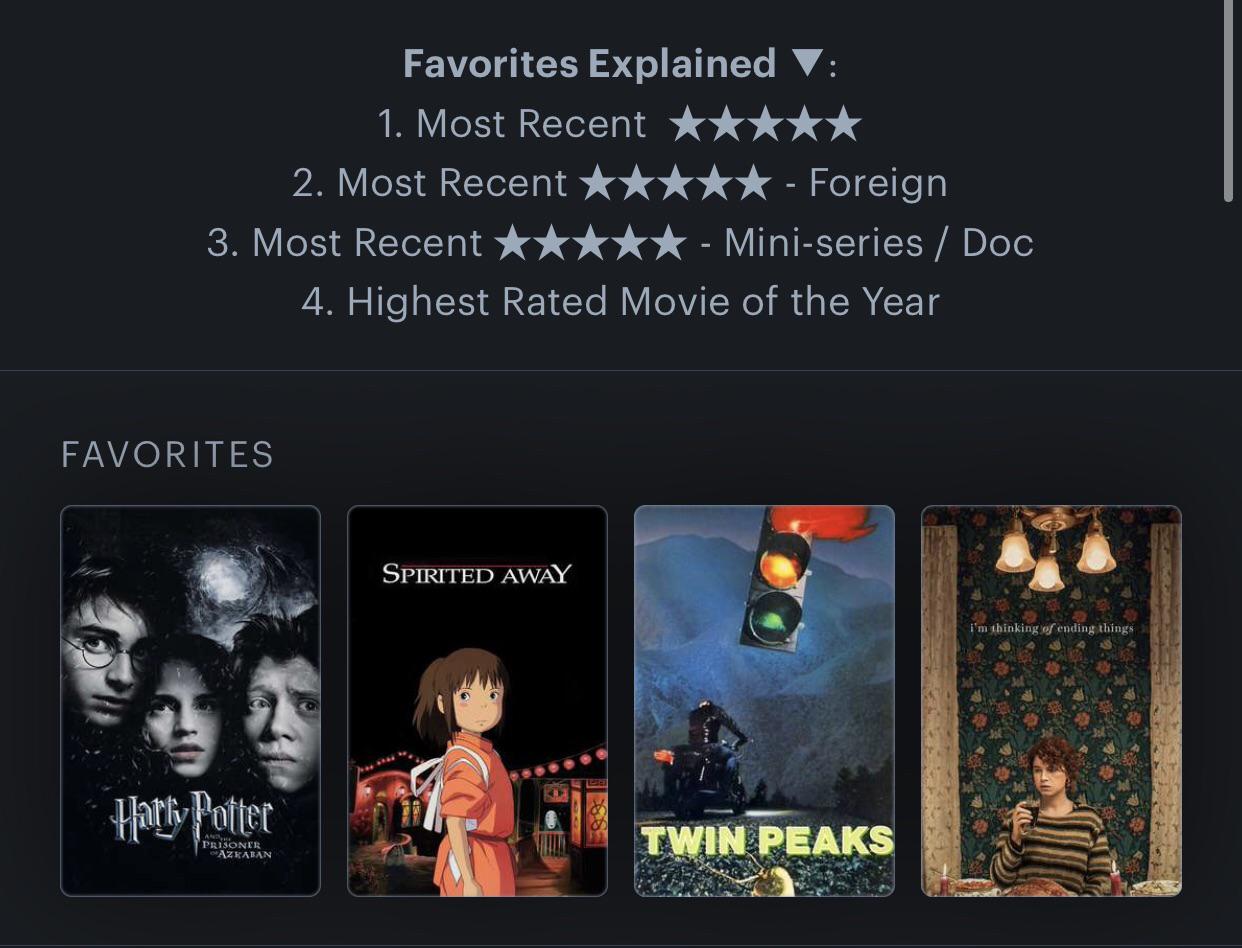 Favorites Explained ▼:
1. Most Recent ★★★★★
2. Most Recent ★★★★★ - Foreign
3. Most Recent ★★★★★ - Mini-series / Doc
4. Highest Rated Movie of the Year
FAVORITES
Harry Potter
AND THE
PRISONER
OF AZKABAN
SPIRITED AWAY
TWIN PEAKS
i'm thinking of ending things